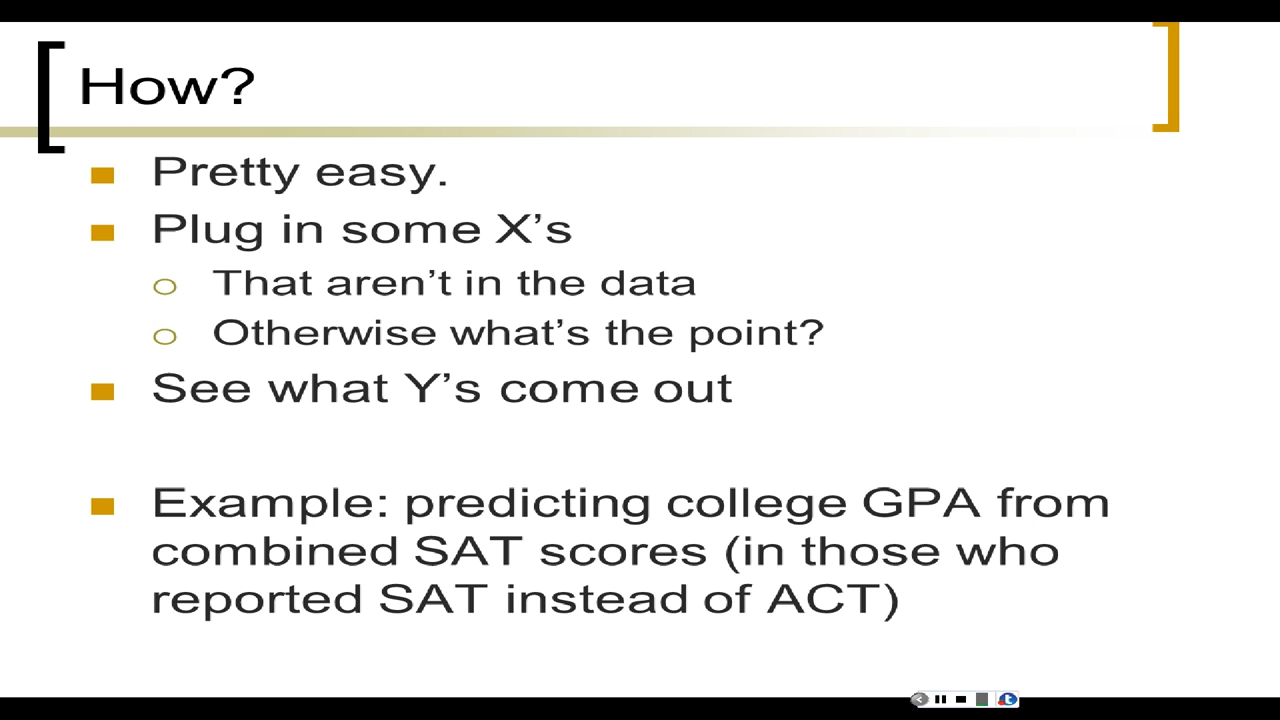 How?
Pretty easy.
Plug in some X’s
That aren’t in the data
Otherwise what’s the point?
See what Y’s come out
Example: predicting college GPA from
combined SAT scores (in those who
reported SAT instead of ACT)